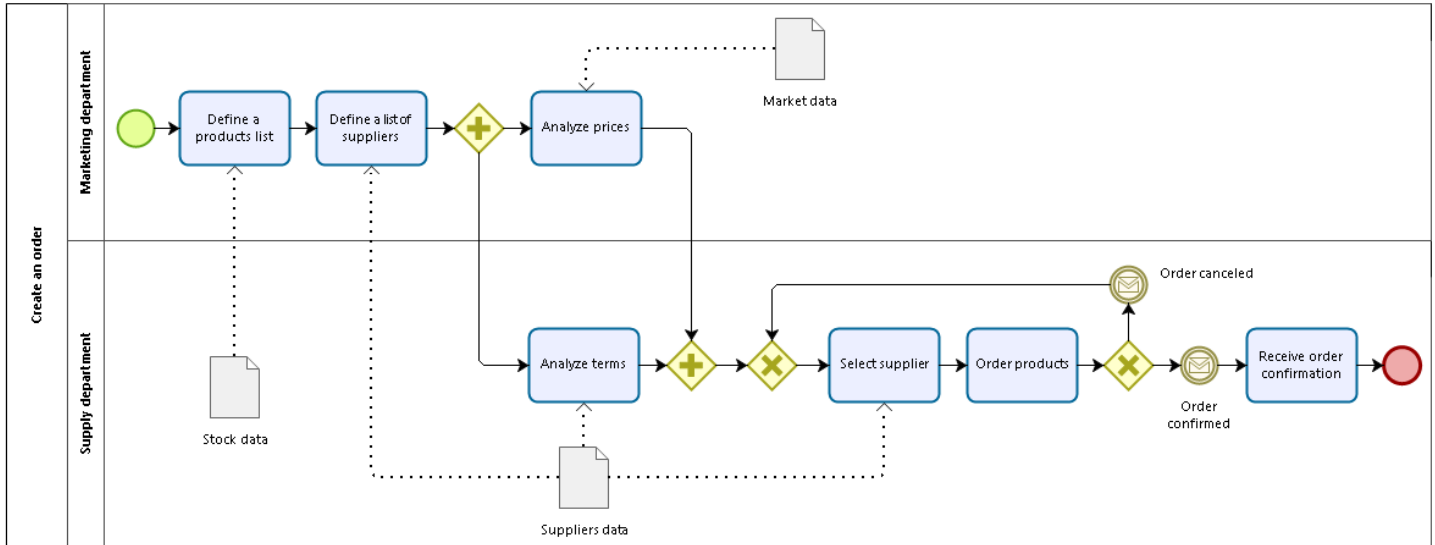 Create an order
Marketing department
Define a
products list
Define a list of
suppliers
Analyze prices
Market data
Supply department
Order canceled
Analyze terms
Select supplier
Order products
Receive order
confirmation
Order
confirmed
Stock data
Suppliers data